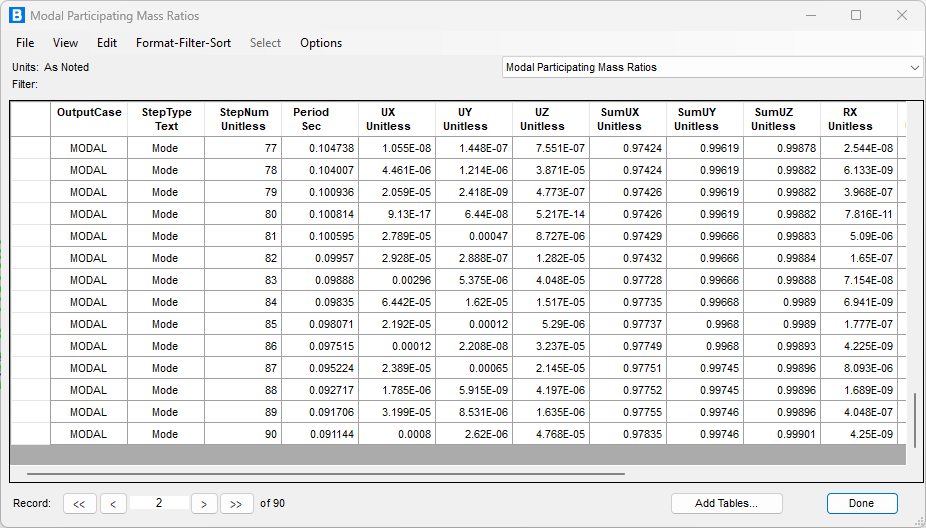 B Modal Participating Mass Ratios
File View Edit Format-Filter-Sort Select Options
Units: As Noted Modal Participating Mass Ratios
Filter:
OutputCase StepType StepNum Period UX UY UZ SumUX SumUY SumUZ RX
Text Unitless Sec Unitless Unitless Unitless Unitless Unitless Unitless Unitless
MODAL Mode 77 0.104738 1.055E-08 1.448E-07 7.551E-07 0.97424 0.99619 0.99878 2.544E-08
MODAL Mode 78 0.104007 4.461E-06 1.214E-06 3.871E-05 0.97424 0.99619 0.99882 6.133E-09
MODAL Mode 79 0.100936 2.059E-05 2.418E-09 4.773E-07 0.97426 0.99619 0.99882 3.968E-07
MODAL Mode 80 0.100814 9.13E-17 6.44E-08 5.217E-14 0.97426 0.99619 0.99882 7.816E-11
MODAL Mode 81 0.100595 2.789E-05 0.00047 8.727E-06 0.97429 0.99666 0.99883 5.09E-06
MODAL Mode 82 0.09957 2.928E-05 2.888E-07 1.282E-05 0.97432 0.99666 0.99884 1.65E-07
MODAL Mode 83 0.09888 0.00296 5.375E-06 4.048E-05 0.97728 0.99666 0.99888 7.154E-08
MODAL Mode 84 0.09835 6.442E-05 1.62E-05 1.517E-05 0.97735 0.99668 0.9989 6.941E-09
MODAL Mode 85 0.098071 2.192E-05 0.00012 5.29E-06 0.97737 0.9968 0.9989 1.777E-07
MODAL Mode 86 0.097515 0.00012 2.208E-08 3.237E-05 0.97749 0.9968 0.99893 4.225E-09
MODAL Mode 87 0.095224 2.389E-05 0.00065 2.145E-05 0.97751 0.99745 0.99896 8.093E-06
MODAL Mode 88 0.092717 1.785E-06 5.915E-09 4.197E-06 0.97752 0.99745 0.99896 1.689E-09
MODAL Mode 89 0.091706 3.199E-05 8.531E-06 1.635E-06 0.97755 0.99746 0.99896 4.048E-07
MODAL Mode 90 0.091144 0.0008 2.62E-06 4.768E-05 0.97835 0.99746 0.99901 4.25E-09
Record: << < 2 > >> of 90 Add Tables... Done